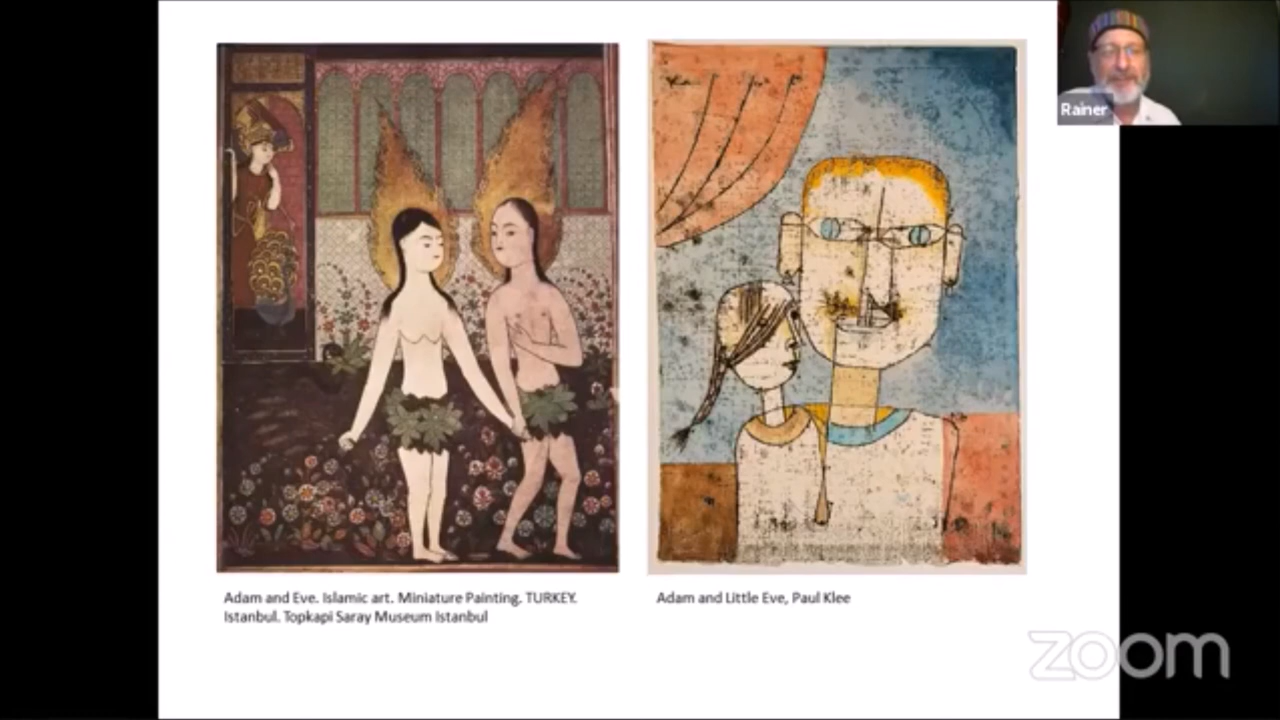 Rainer
Adam and Eve. Islamic art. Miniature Painting. TURKEY.
Istanbul. Topkapi Saray Museum Istanbul
Adam and Little Eve, Paul Klee
zoom